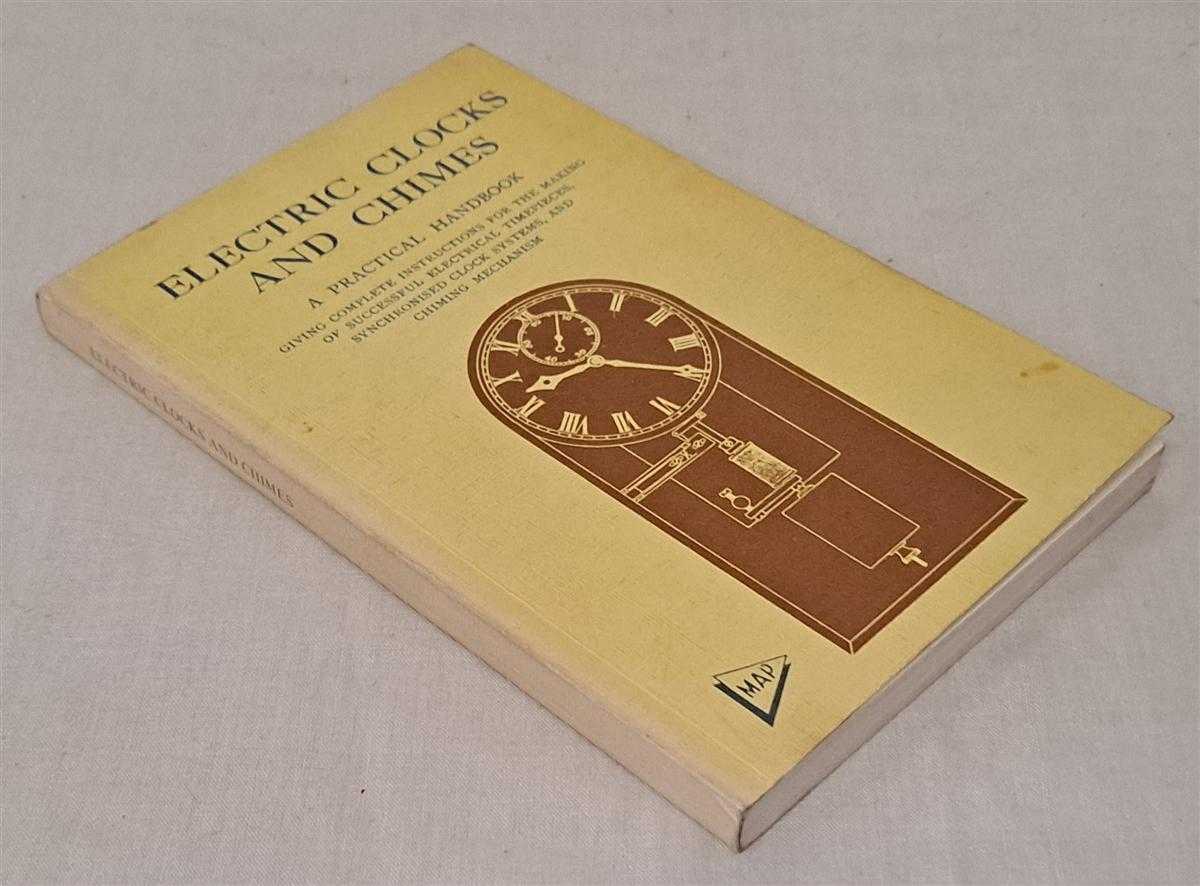 ELECTRIC CLOCKS
AND CHIMES
A PRACTICAL HANDBOOK
GIVING COMPLETE INSTRUCTIONS FOR THE MAKING
OF SUCCESSFUL ELECTRICAL TIMEPIECES,
SYNCHRONISED CLOCK SYSTEMS, AND
CHIMING MECHANISM
MAP
ELECTRIC CLOCKS AND CHIMES